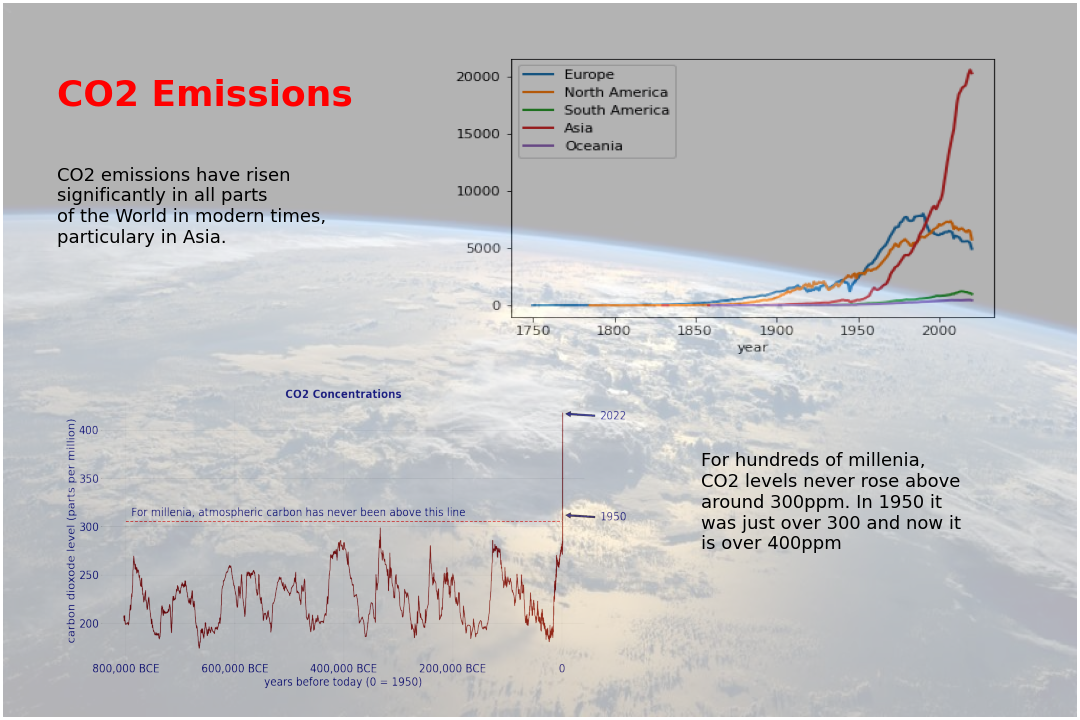 CO2 Emissions
CO2 emissions have risen
significantly in all parts
of the World in modern times,
particulary in Asia.
Europe
North America
South America
Asia
Oceania
20000
15000
10000
5000
0
1750 1800 1850 1900 1950 2000
year
CO2 Concentrations
carbon dioxode level (parts per million)
400
350
300
250
200
For millenia, atmospheric carbon has never been above this line
2022
1950
800,000 BCE 600,000 BCE 400,000 BCE 200,000 BCE 0
years before today (0 = 1950)
For hundreds of millenia,
CO2 levels never rose above
around 300ppm. In 1950 it
was just over 300 and now it
is over 400ppm